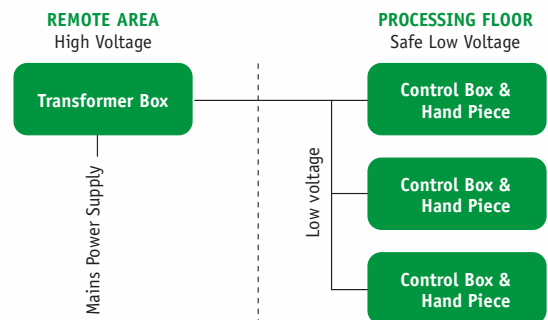 REMOTE AREA
High Voltage
Transformer Box
Mains Power Supply
PROCESSING FLOOR
Safe Low Voltage
Low voltage
Control Box &
Hand Piece
Control Box &
Hand Piece
Control Box &
Hand Piece